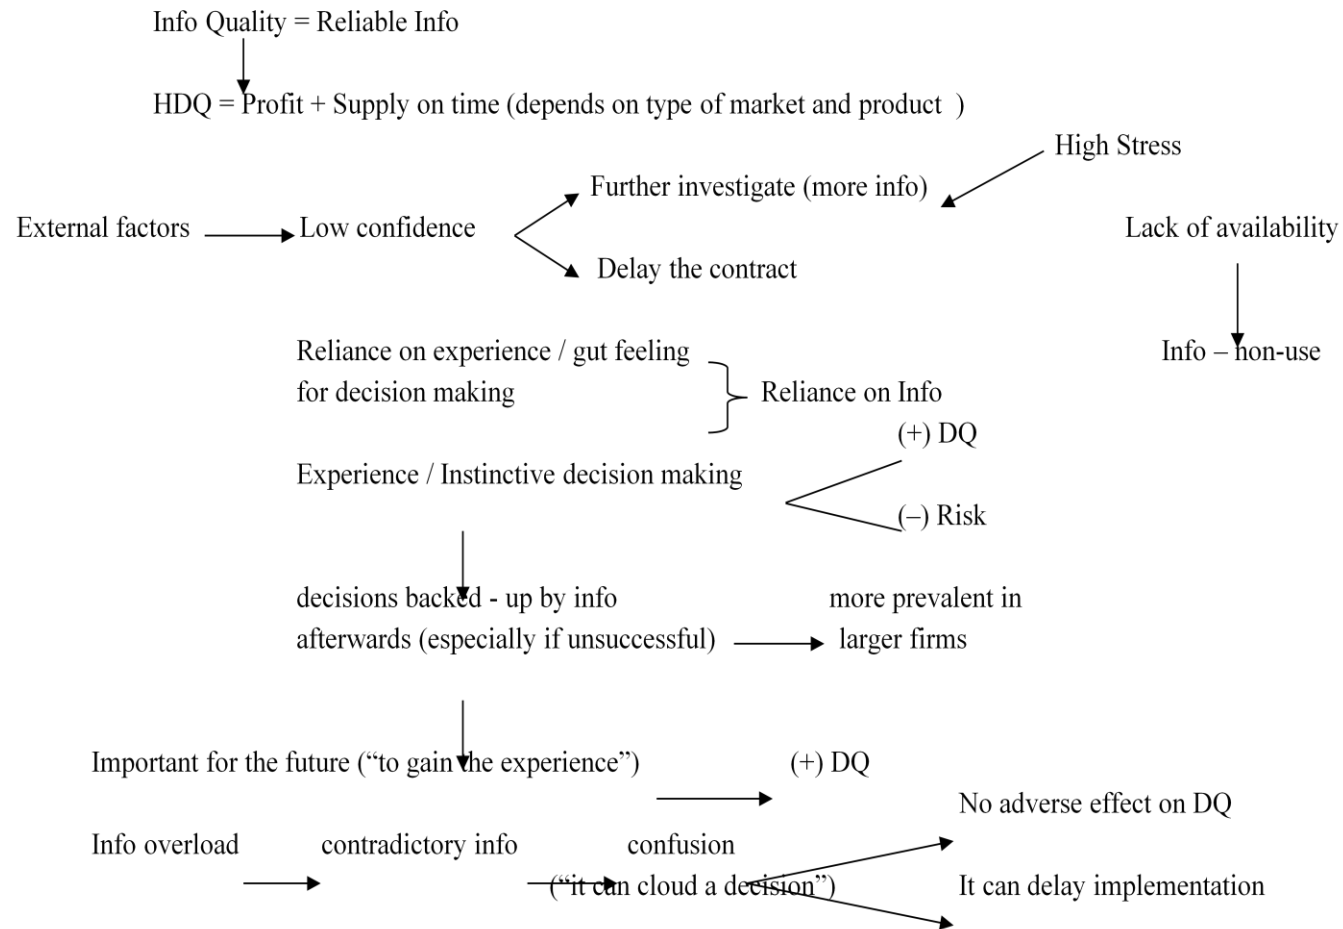 Info Quality = Reliable Info
HDQ = Profit + Supply on time (depends on type of market and product )
High Stress
Further investigate (more info)
External factors
Low confidence
Lack of availability
Delay the contract
Reliance on experience / gut feeling
for decision making
Info – non-use
Reliance on Info
(+) DQ
Experience / Instinctive decision making
(–) Risk
decisions backed - up by info
afterwards (especially if unsuccessful)
more prevalent in
larger firms
Important for the future (“to gain the experience”)
(+) DQ
No adverse effect on DQ
Info overload
contradictory info
confusion
(“it can cloud a decision”)
It can delay implementation